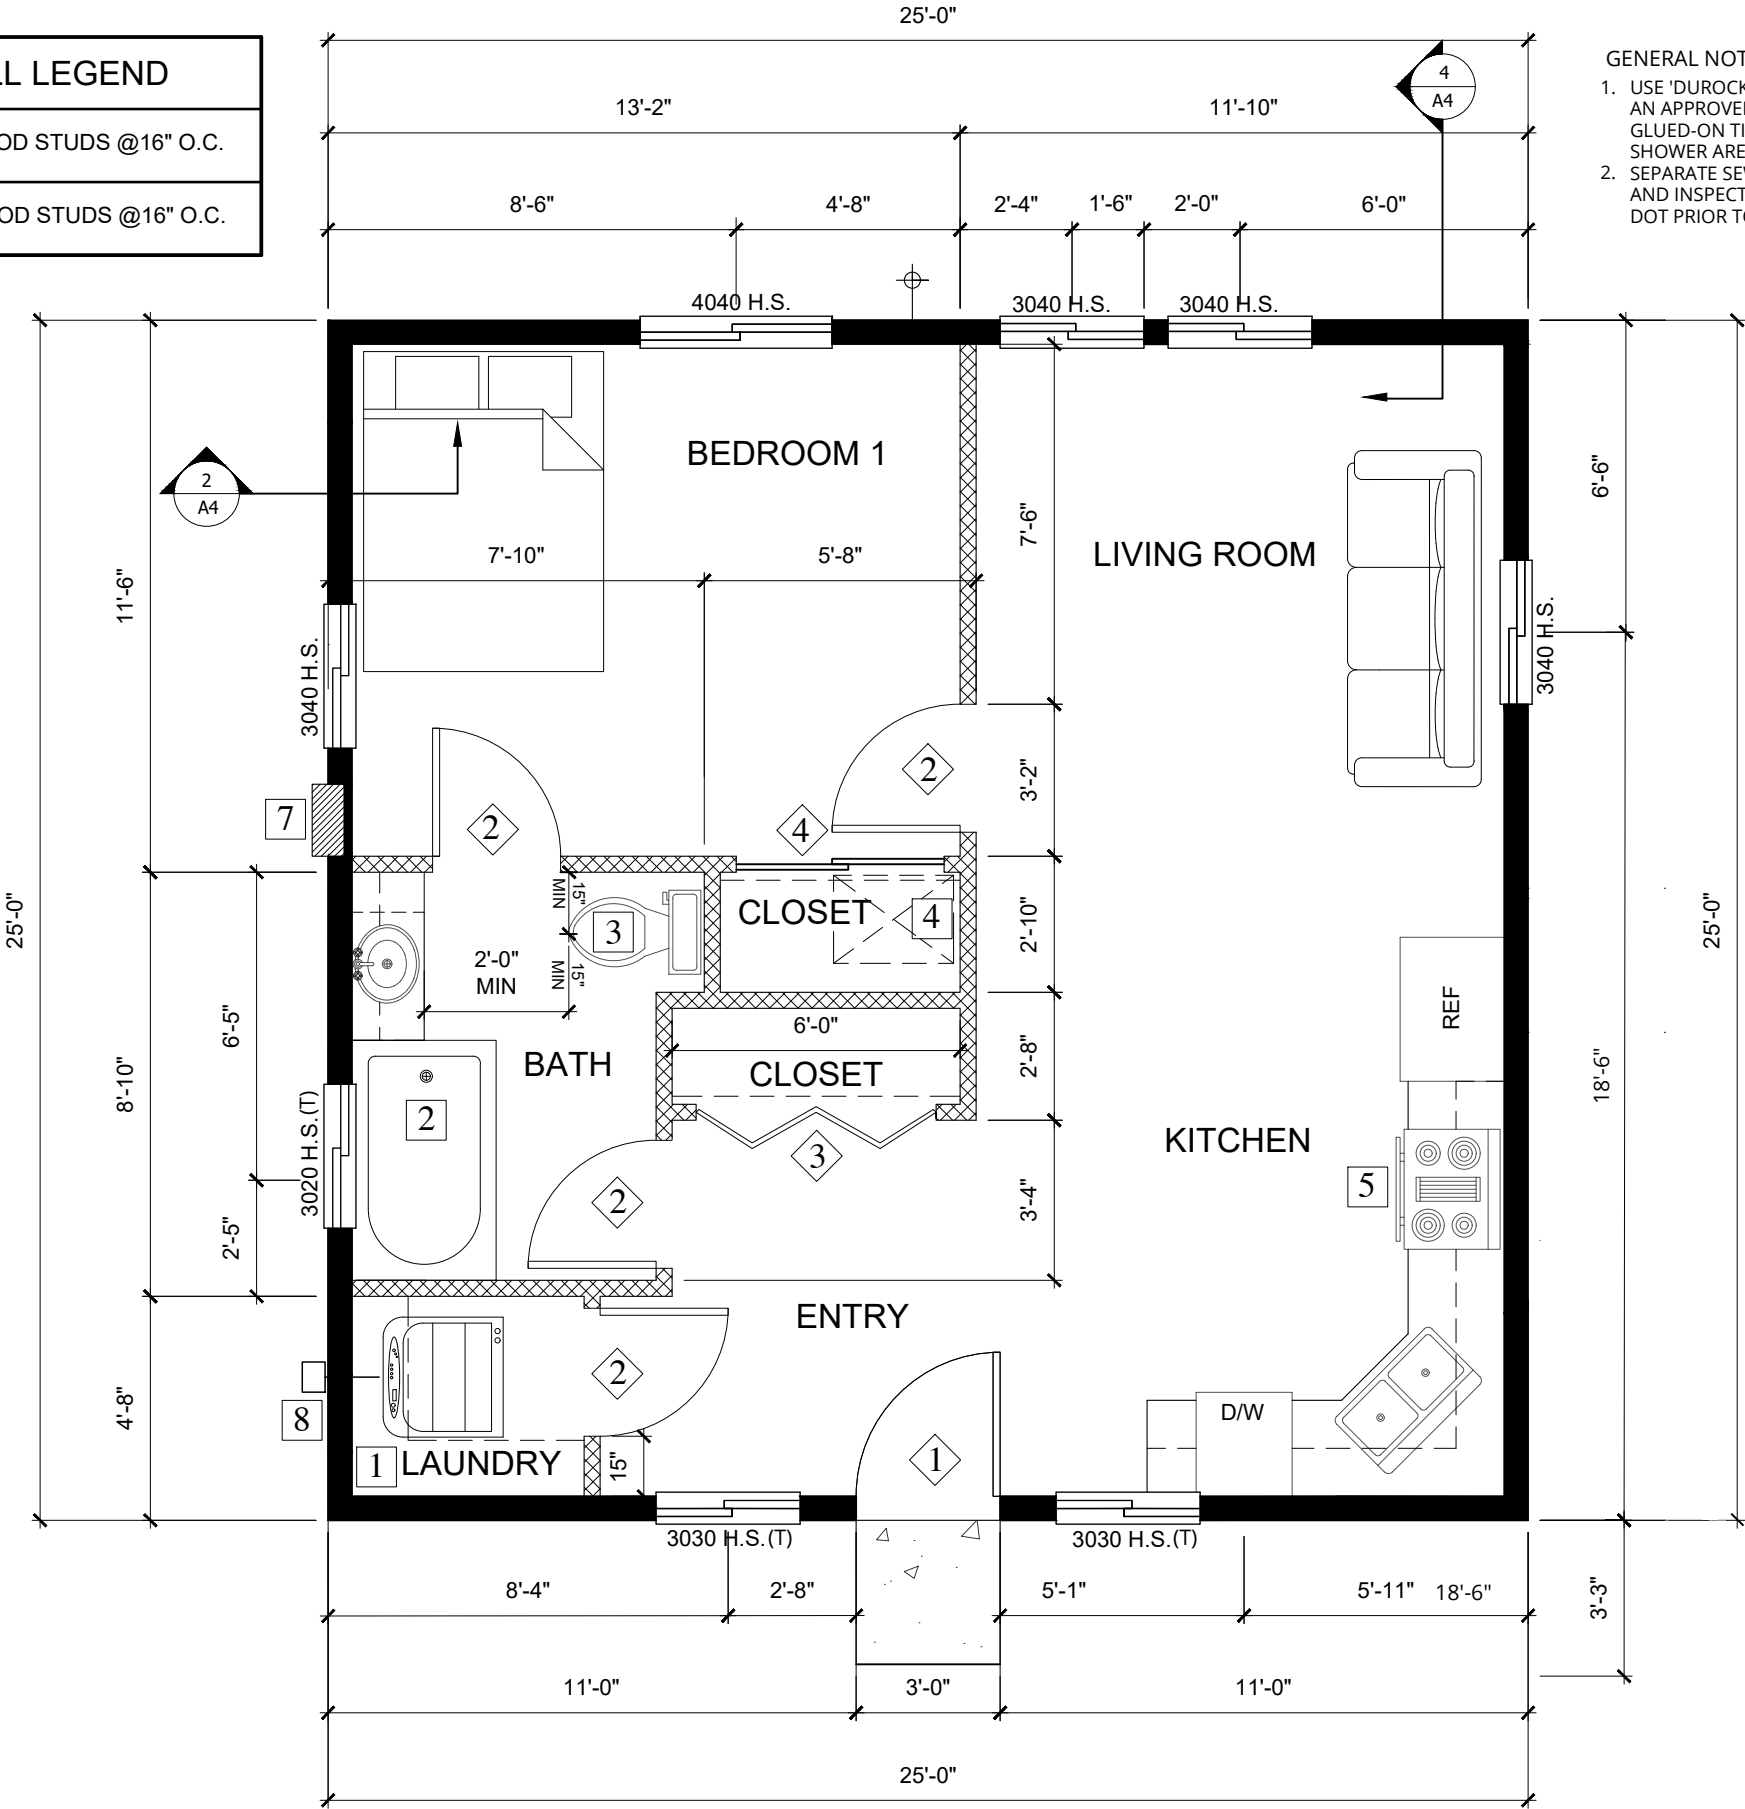 25'-0"
LL LEGEND
OD STUDS @16" O.C.
OD STUDS @16" O.C.
13'-2"
11'-10"
4
A4
GENERAL NOT
1. USE 'DUROCK
AN APPROVE
GLUED-ON TI
SHOWER ARE
2. SEPARATE SE
AND INSPECT
DOT PRIOR TO
8'-6"
4'-8"
2'-4"
1'-6"
2'-0"
6'-0"
4040 H.S.
3040 H.S.
3040 H.S.
BEDROOM 1
2
A4
6'-6"
7'-6"
LIVING ROOM
7'-10"
5'-8"
11'-6"
3040 H.S.
3040 H.S.
2
3'-2"
7
2
4
CLOSET
4
15"
MIN
3
15"
MIN
2'-0"
MIN
2'-10"
25'-0"
25'-0"
6'-5"
8'-10"
REF
6'-0"
CLOSET
2'-8"
BATH
18'-6"
2
3020 H.S.(T)
KITCHEN
3
5
2
3'-4"
2'-5"
ENTRY
2
4'-8"
8
1
LAUNDRY
15"
1
D/W
3030 H.S.(T)
3030 H.S.(T)
8'-4"
2'-8"
5'-1"
5'-11"
18'-6"
3'-3"
11'-0"
3'-0"
11'-0"
25'-0"